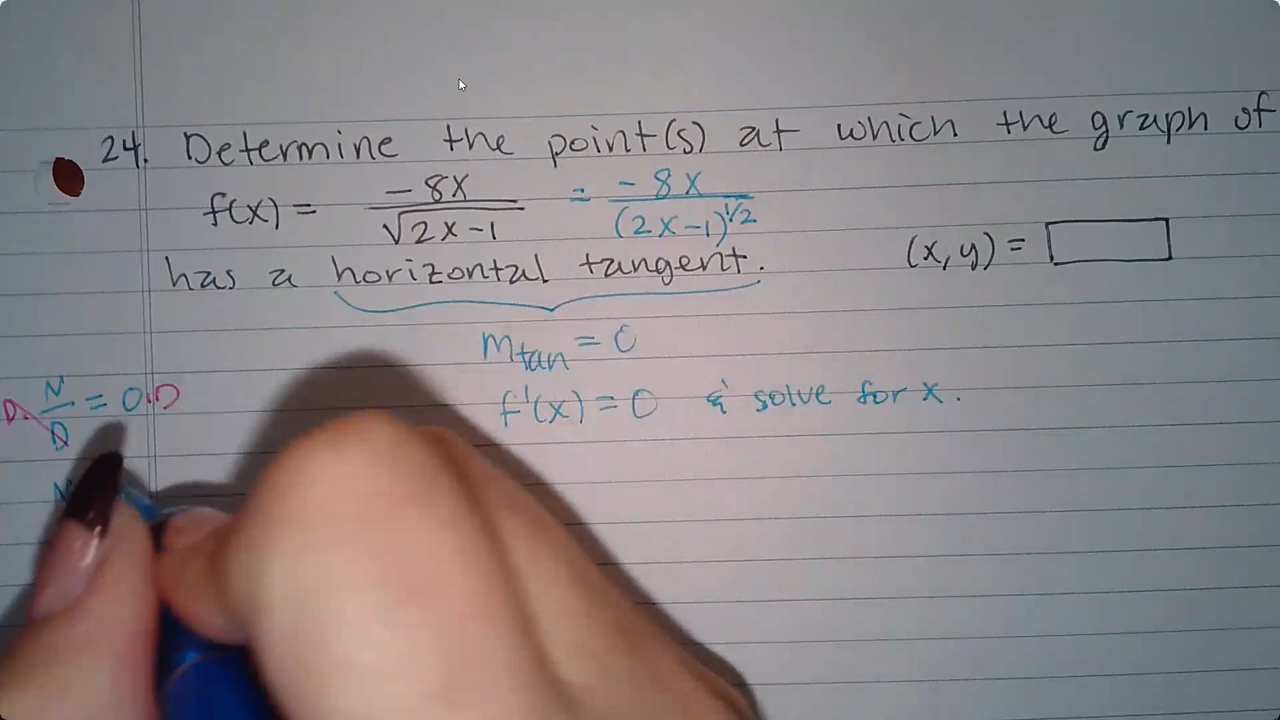 24. Determine the point(s) at which the graph of
f(x) = -8x / √(2x-1) = -8x / (2x-1)^1/2
(x,y) =
has a horizontal tangent.
m_tan = 0
D. N/D = 0.D
f'(x) = 0 & solve for x.
N